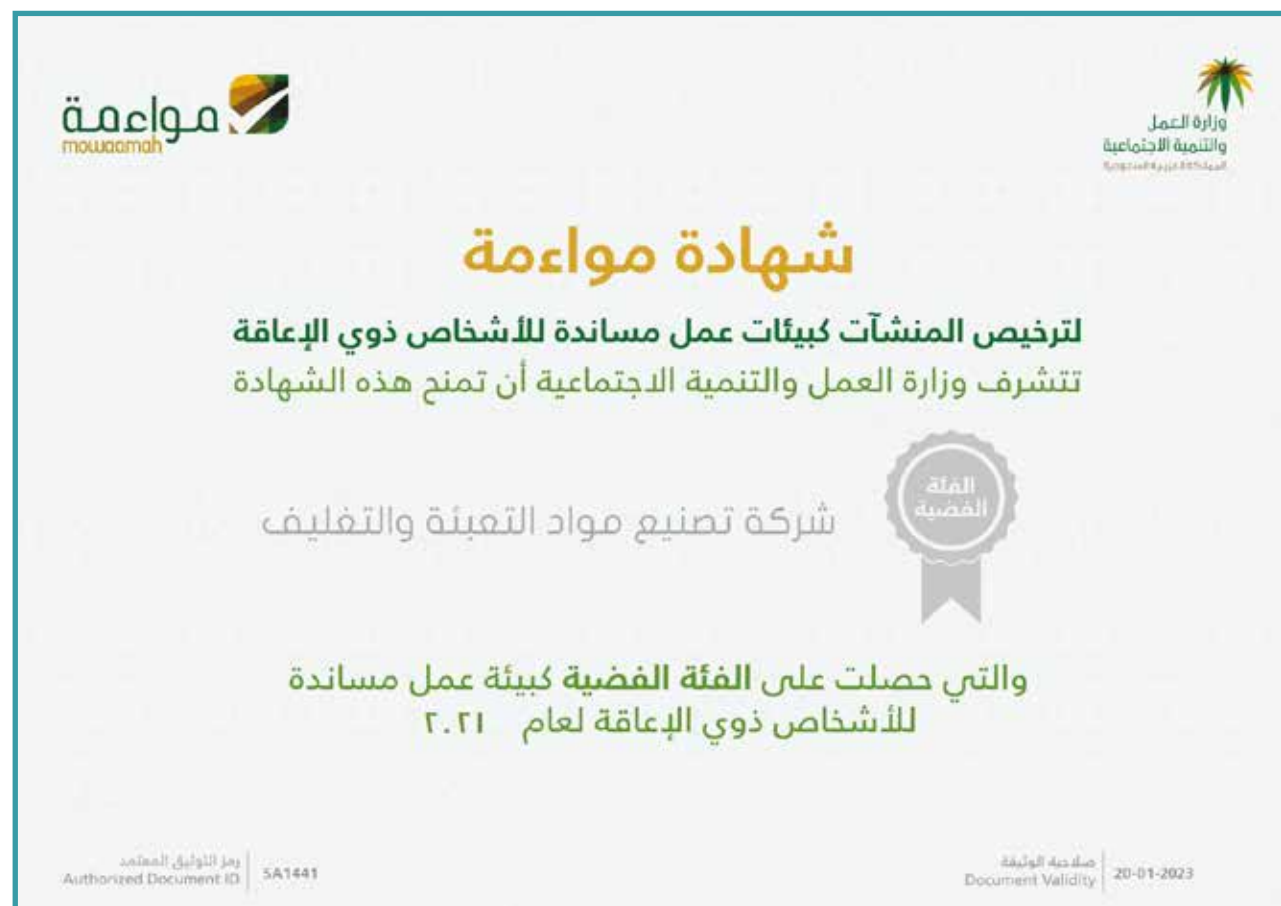 مواءمة
mowaamah
وزارة العمل
والتنمية الاجتماعية
شهادة مواءمة
لترخيص المنشآت كبيئات عمل مساندة للأشخاص ذوي الإعاقة
تتشرف وزارة العمل والتنمية الاجتماعية أن تمنح هذه الشهادة
الفئة
الفضية
شركة تصنيع مواد التعبئة والتغليف
والتي حصلت على الفئة الفضية كبيئة عمل مساندة
للأشخاص ذوي الإعاقة لعام ٢٠٢١
رمز التوثيق المعتمد
Authorized Document ID
5A1441
صلاحية الوثيقة
Document Validity
20-01-2023